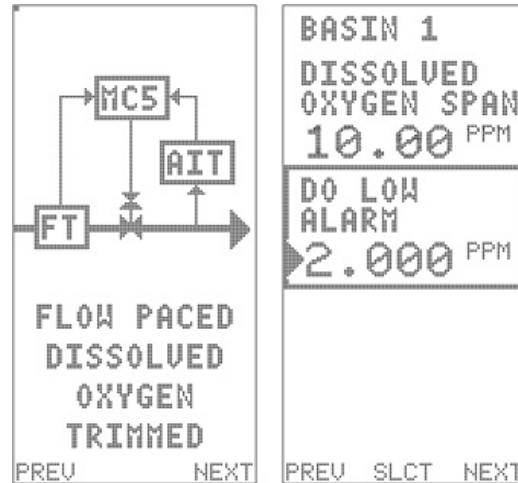 MC5
AIT
FT
FLOW PACED
DISSOLVED
OXYGEN
TRIMMED
PREV NEXT
BASIN 1
DISSOLVED
OXYGEN SPAN
10.00 PPM
DO LOW
ALARM
2.000 PPM
PREV SLCT NEXT